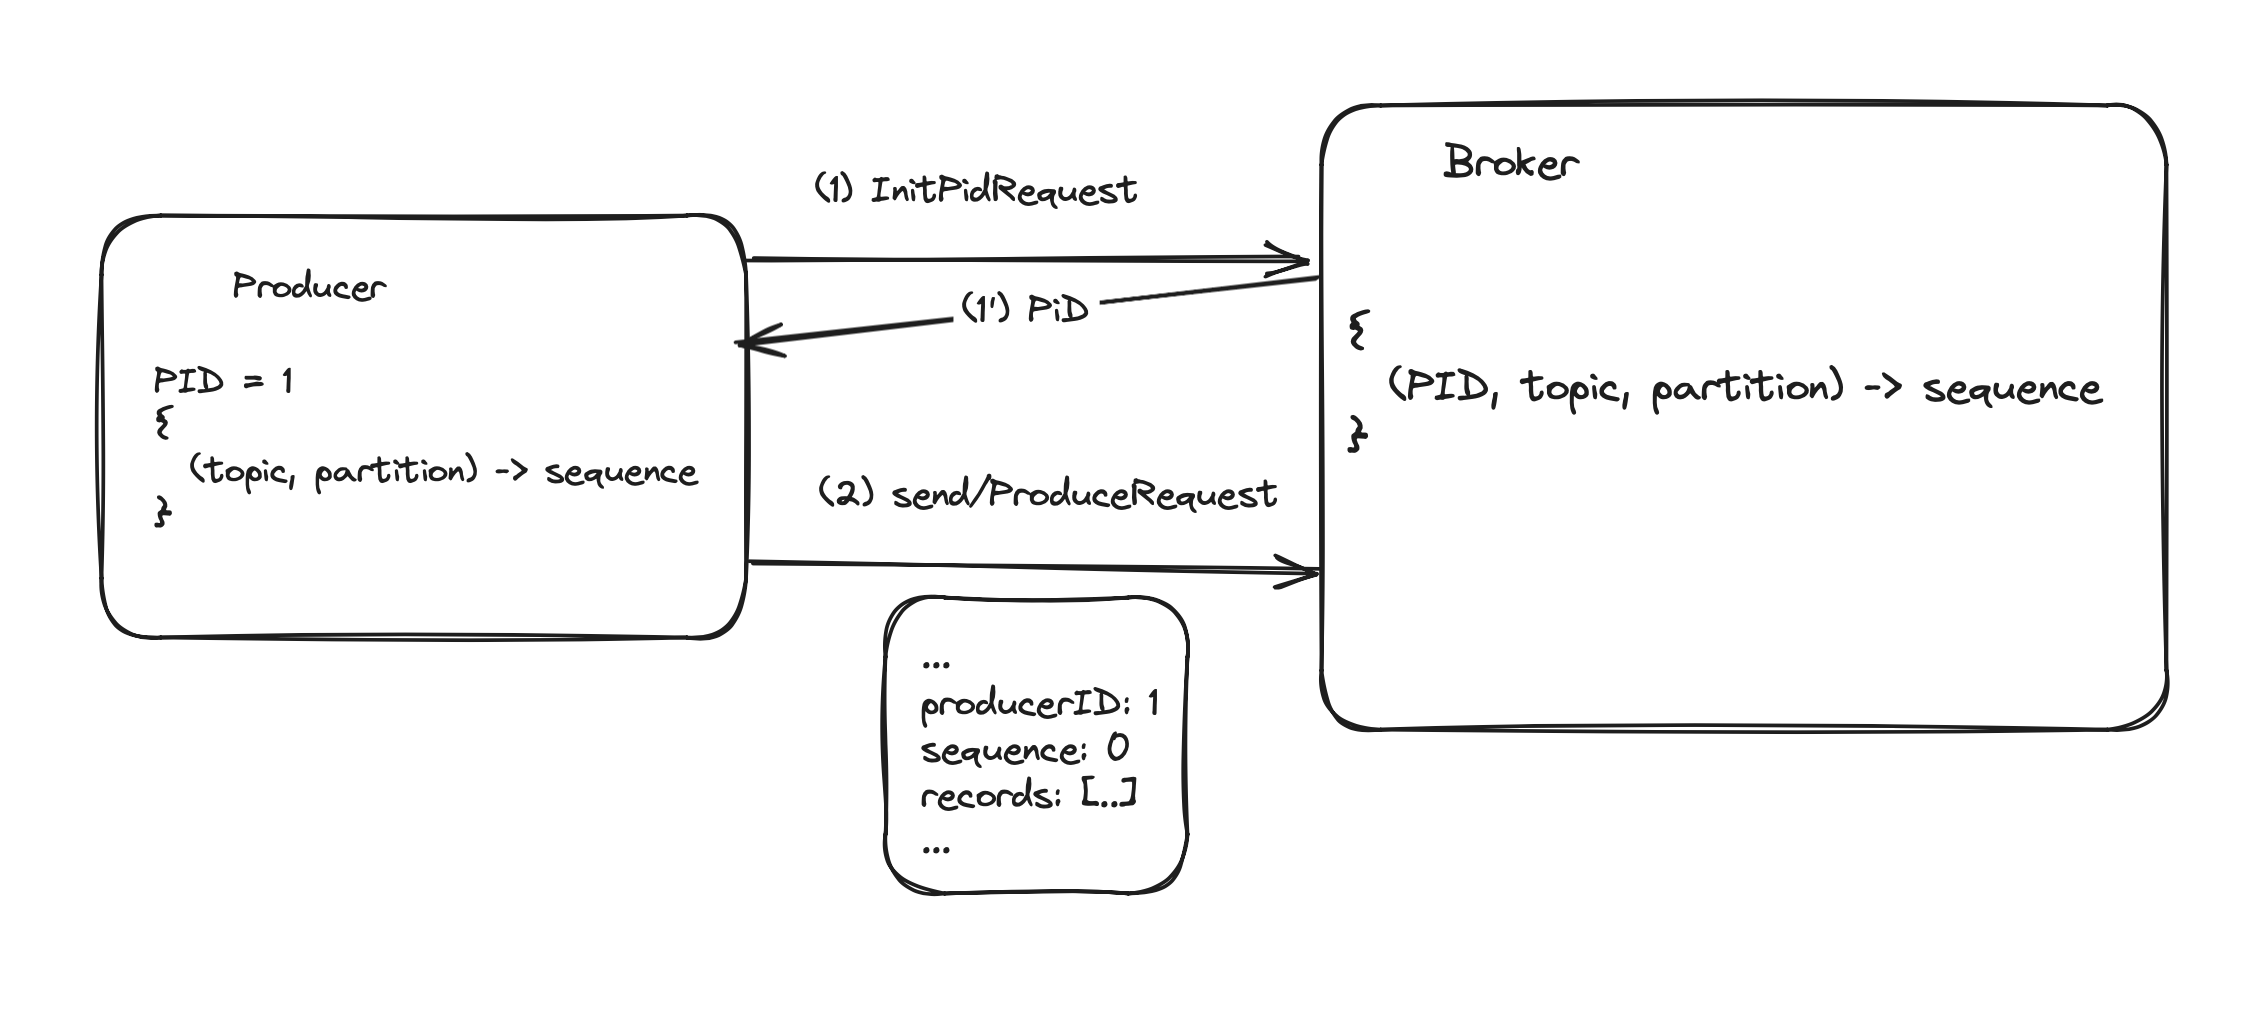 Producer
PID = 1
{
(topic, partition) -> sequence
}
(1) InitPidRequest
(1') PiD
(2) send/ProduceRequest
...
producerID: 1
sequence: 0
records: [..]
...
Broker
{
(PID, topic, partition) -> sequence
}